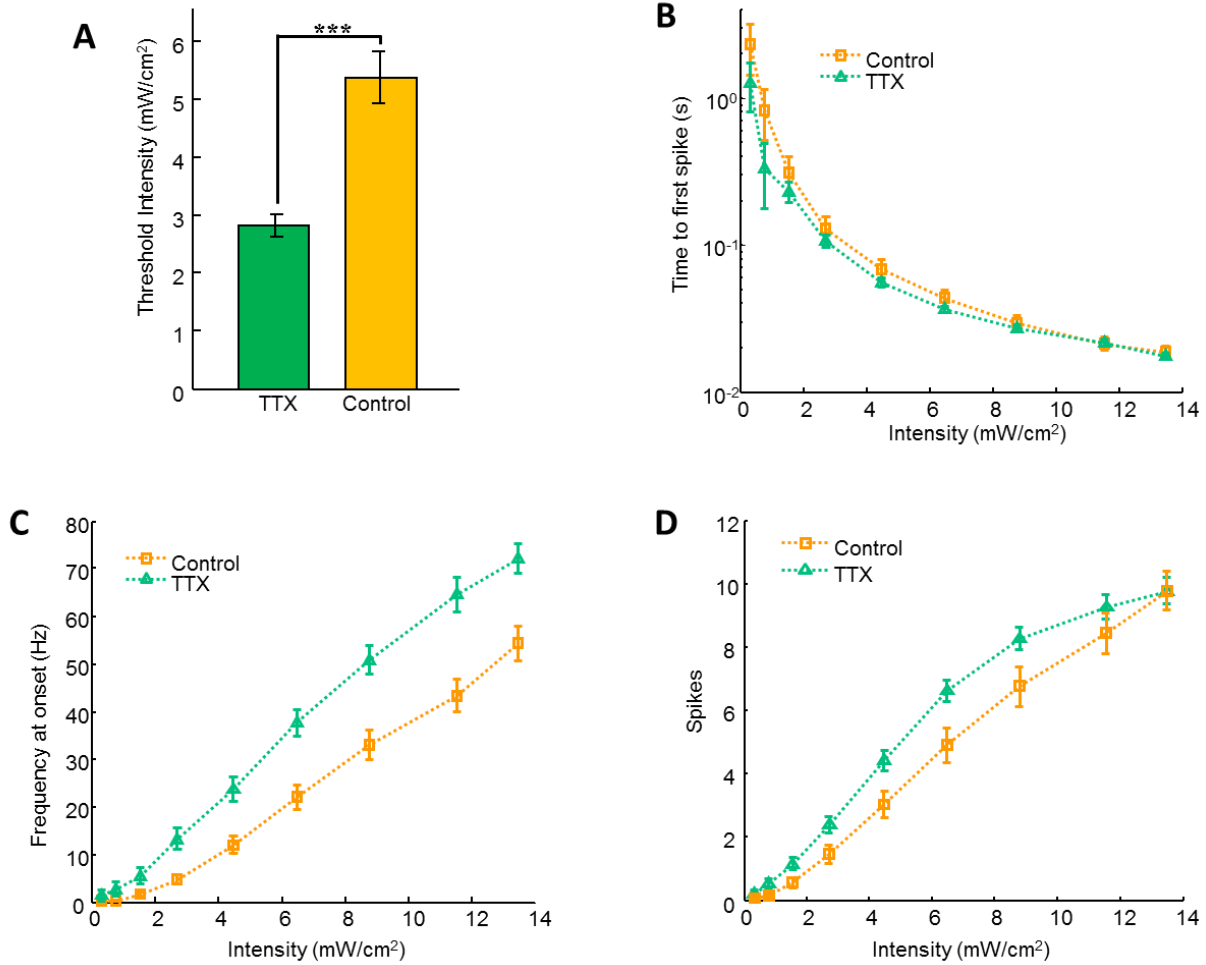 A
Threshold Intensity (mW/cm²)
6
5
4
3
2
1
0
***
TTX
Control
B
Time to first spike (s)
10⁰
10⁻¹
10⁻²
Control
TTX
0 2 4 6 8 10 12 14
Intensity (mW/cm²)
C
Frequency at onset (Hz)
80
70
60
50
40
30
20
10
0
Control
TTX
0 2 4 6 8 10 12 14
Intensity (mW/cm²)
D
Spikes
12
10
8
6
4
2
0
Control
TTX
0 2 4 6 8 10 12 14
Intensity (mW/cm²)